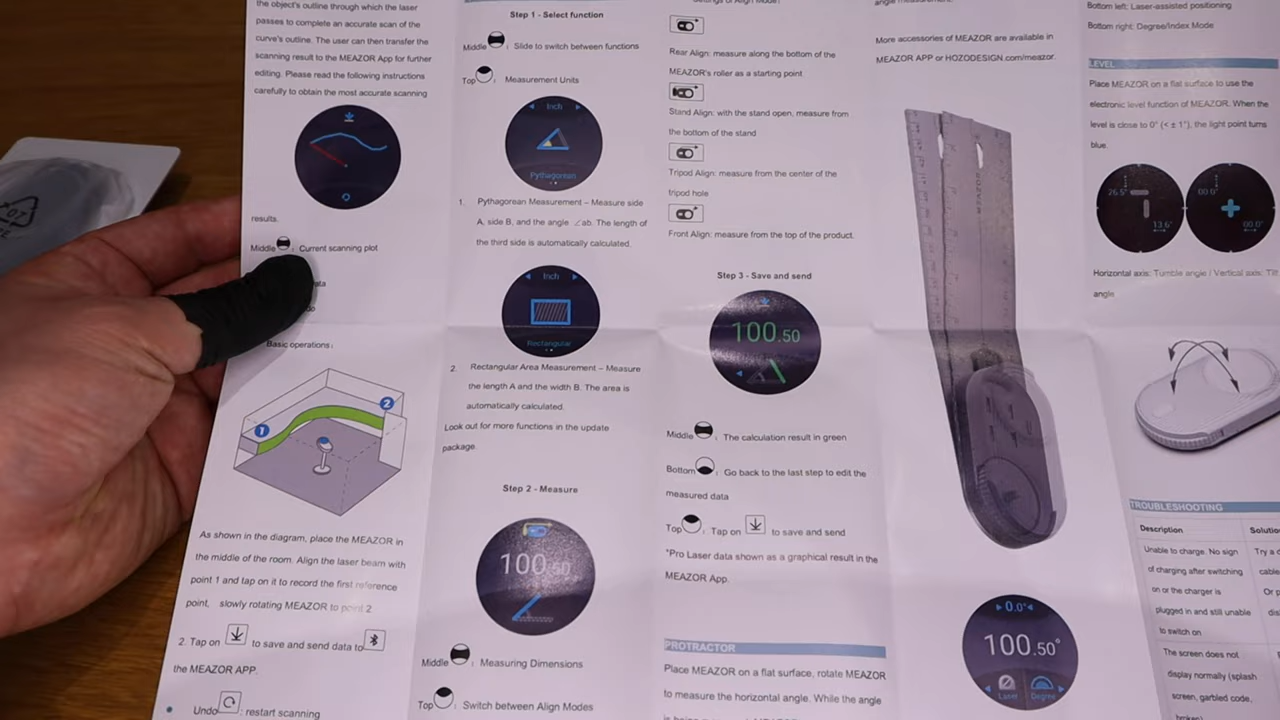 the object's outline through which the laser
passes to complete an accurate scan of the
curve's outline. The user can then transfer the
scanning result to the MEAZOR App for further
editing. Please read the following instructions
carefully to obtain the most accurate scanning
results.
Middle : Current scanning plot
Basic operations:
1
2
As shown in the diagram, place the MEAZOR in
the middle of the room. Align the laser beam with
point 1 and tap on it to record the first reference
point, slowly rotating MEAZOR to point 2
2. Tap on to save and send data to
the MEAZOR APP.
• Undo : restart scanning
Step 1 - Select function
Middle : Slide to switch between functions
Top : Measurement Units
Inch
Pythagorean
1. Pythagorean Measurement – Measure side
A, side B, and the angle ∠ab. The length of
the third side is automatically calculated.
Inch
Rectangular
2. Rectangular Area Measurement – Measure
the length A and the width B. The area is
automatically calculated.
Look out for more functions in the update
package.
Step 2 - Measure
100.50
Middle : Measuring Dimensions
Top : Switch between Align Modes
Rear Align: measure along the bottom of the
MEAZOR's roller as a starting point
Stand Align: with the stand open, measure from
the bottom of the stand
Tripod Align: measure from the center of the
tripod hole
Front Align: measure from the top of the product.
Step 3 - Save and send
100.50
Middle : The calculation result in green
Bottom : Go back to the last step to edit the
measured data
Top : Tap on to save and send
*Pro Laser data shown as a graphical result in the
MEAZOR App.
PROTRACTOR
Place MEAZOR on a flat surface, rotate MEAZOR
to measure the horizontal angle. While the angle
More accessories of MEAZOR are available in
MEAZOR APP or HOZODESIGN.com/meazor.
MEAZOR
0.0°
100.50°
Laser
Degree
Bottom left: Laser-assisted positioning
Bottom right: Degree/Index Mode
LEVEL
Place MEAZOR on a flat surface to use the
electronic level function of MEAZOR. When the
level is close to 0° (< ± 1°), the light point turns
blue.
26.5°
13.6°
00.0°
00.0°
Horizontal axis: Tumble angle / Vertical axis: Tilt
angle
TROUBLESHOOTING
Description
Unable to charge. No sign
of charging after switching
on or the charger is
plugged in and still unable
to switch on
The screen does not
display normally (splash
screen, garbled code,